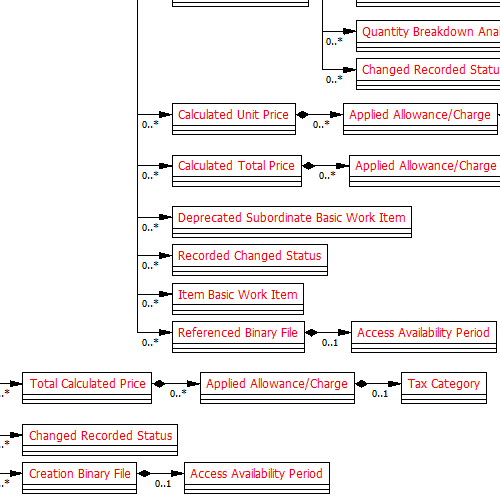 Quantity Breakdown
0..*
Changed Recorded
0..*
Calculated Unit Price
0..*
0..*
Applied Allowance/Charge
Calculated Total Price
0..*
0..*
Applied Allowance/Charge
Deprecated Subordinate Basic Work Item
0..*
Recorded Changed Status
0..*
Item Basic Work Item
0..*
Referenced Binary File
0..*
0..1
Access Availability Period
Total Calculated Price
..*
0..*
Applied Allowance/Charge
0..1
Tax Category
Changed Recorded Status
..*
Creation Binary File
..*
0..1
Access Availability Period